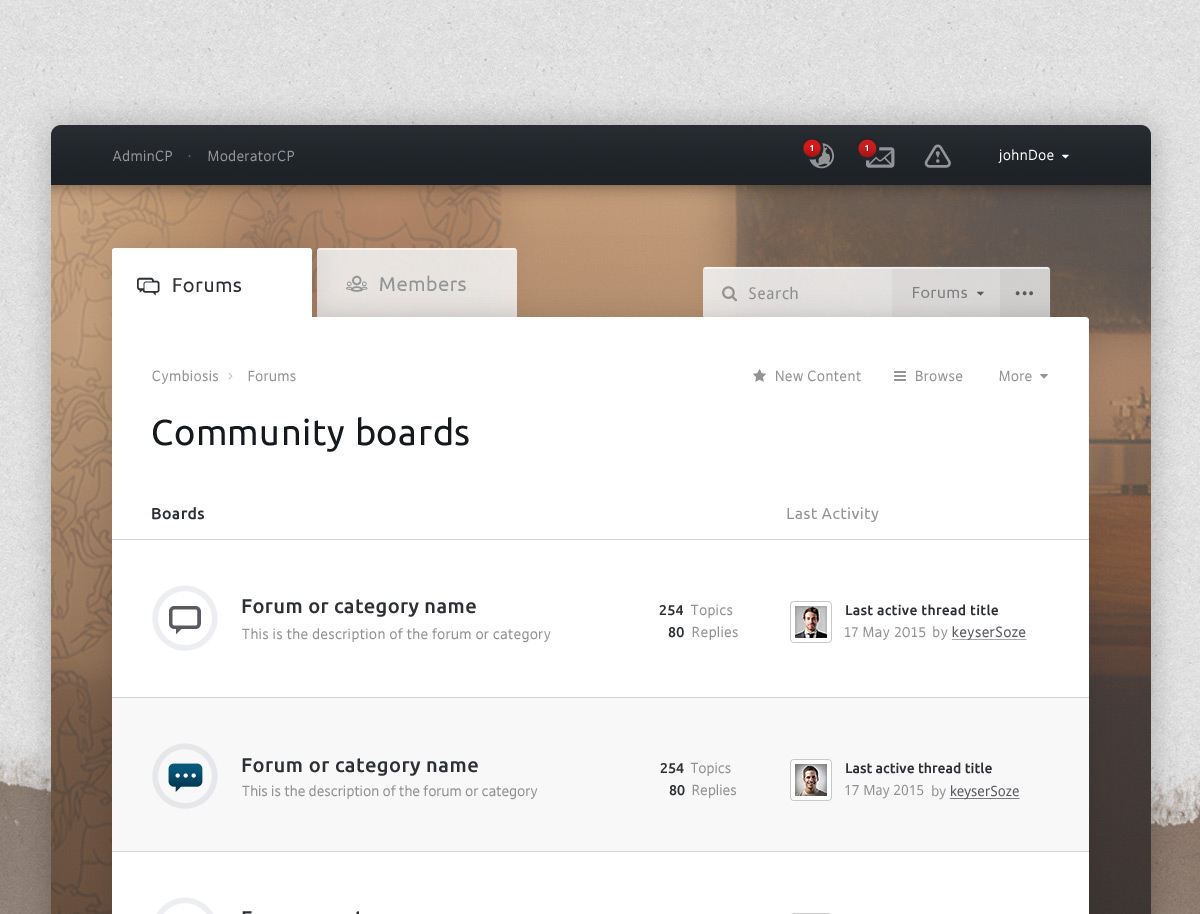 AdminCP · ModeratorCP
1 1 johnDoe
Forums Members
Search Forums
Cymbiosis › Forums New Content Browse More
Community boards
Boards Last Activity
Forum or category name
This is the description of the forum or category
254 Topics
80 Replies
Last active thread title
17 May 2015 by keyserSoze
Forum or category name
This is the description of the forum or category
254 Topics
80 Replies
Last active thread title
17 May 2015 by keyserSoze